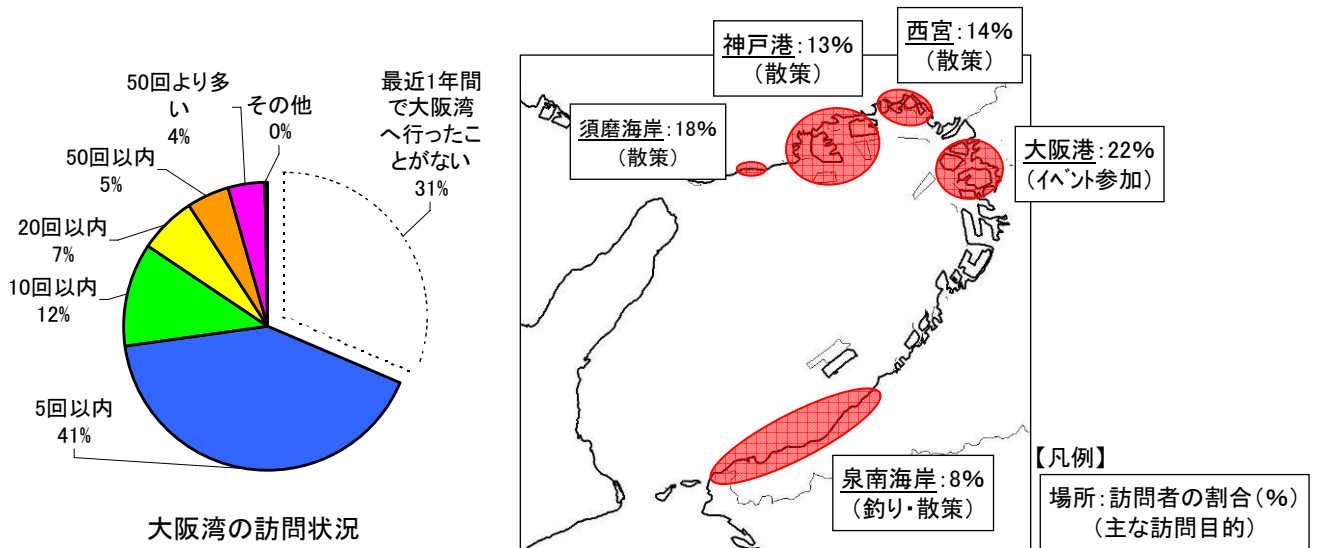 50回より多
い
4%
その他
0%
最近1年間
で大阪湾
へ行ったこ
とがない
31%
50回以内
5%
20回以内
7%
10回以内
12%
5回以内
41%
大阪湾の訪問状況
神戸港:13%
(散策)
西宮:14%
(散策)
須磨海岸:18%
(散策)
大阪港:22%
(イベント参加)
泉南海岸:8%
(釣り・散策)
【凡例】
場所:訪問者の割合(%)
(主な訪問目的)